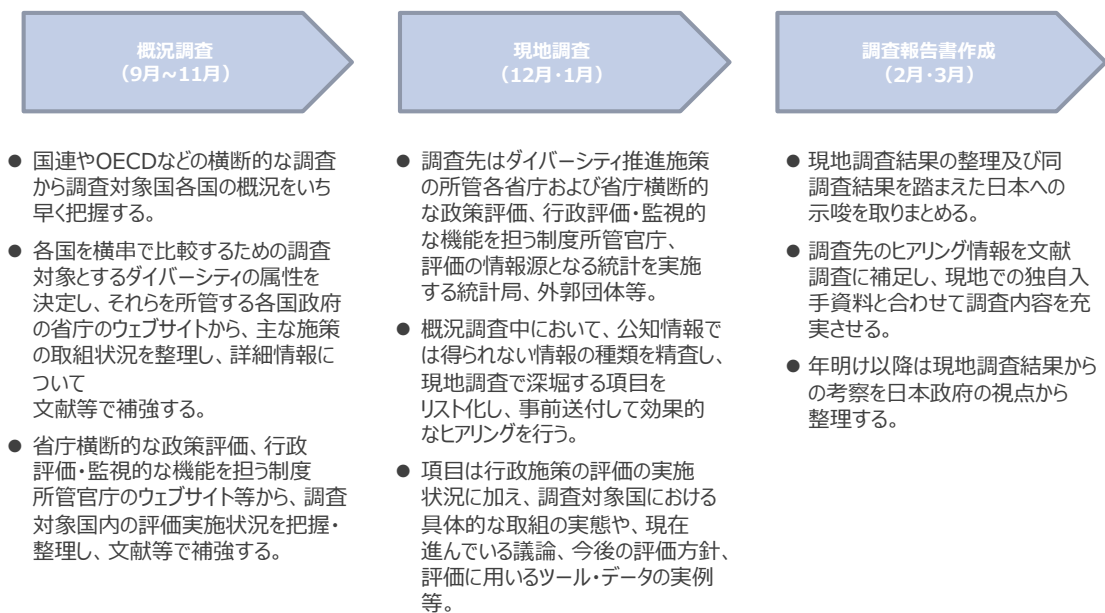 概況調査
（9月～11月）
● 国連やOECDなどの横断的な調査
から調査対象国各国の概況をいち
早く把握する。
● 各国を横串で比較するための調査
対象とするダイバーシティの属性を
決定し、それらを所管する各国政府
の省庁のウェブサイトから、主な施策
の取組状況を整理し、詳細情報に
ついて
文献等で補強する。
● 省庁横断的な政策評価、行政
評価・監視的な機能を担う制度
所管官庁のウェブサイト等から、調査
対象国内の評価実施状況を把握・
整理し、文献等で補強する。
現地調査
（12月・1月）
● 調査先はダイバーシティ推進施策
の所管各省庁および省庁横断的
な政策評価、行政評価・監視的
な機能を担う制度所管官庁、
評価の情報源となる統計を実施
する統計局、外郭団体等。
● 概況調査中において、公知情報で
は得られない情報の種類を精査し、
現地調査で深堀する項目を
リスト化し、事前送付して効果的
なヒアリングを行う。
● 項目は行政施策の評価の実施
状況に加え、調査対象国における
具体的な取組の実態や、現在
進んでいる議論、今後の評価方針、
評価に用いるツール・データの実例
等。
調査報告書作成
（2月・3月）
● 現地調査結果の整理及び同
調査結果を踏まえた日本への
示唆を取りまとめる。
● 調査先のヒアリング情報を文献
調査に補足し、現地での独自入
手資料と合わせて調査内容を充
実させる。
● 年明け以降は現地調査結果から
の考察を日本政府の視点から
整理する。